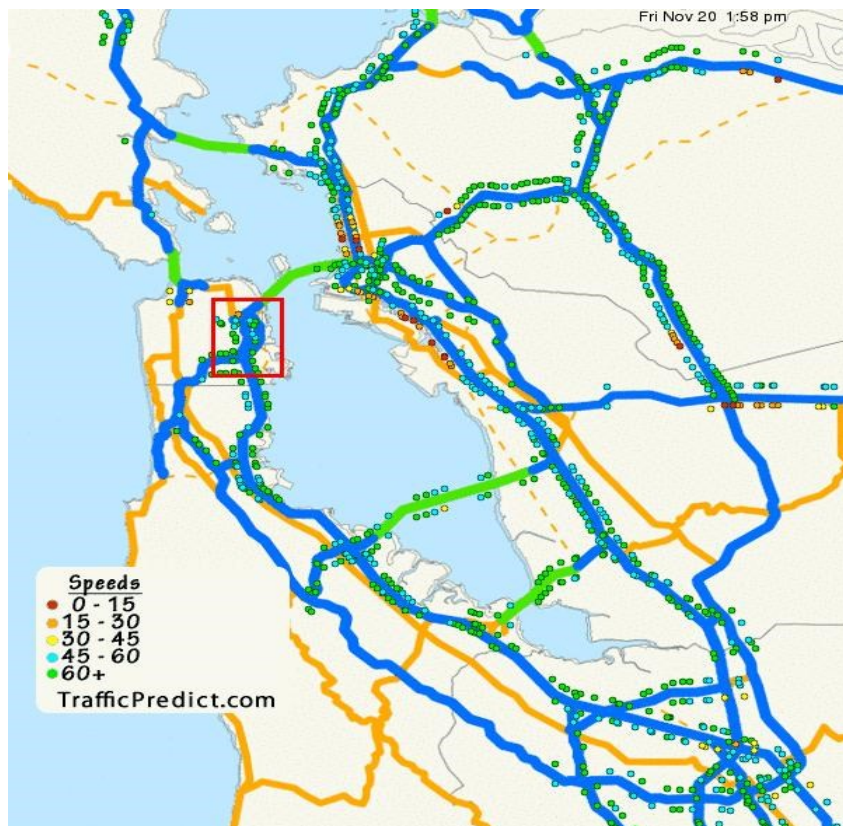 Fri Nov 20 1:58 pm
Speeds
0 - 15
15 - 30
30 - 45
45 - 60
60+
TrafficPredict.com